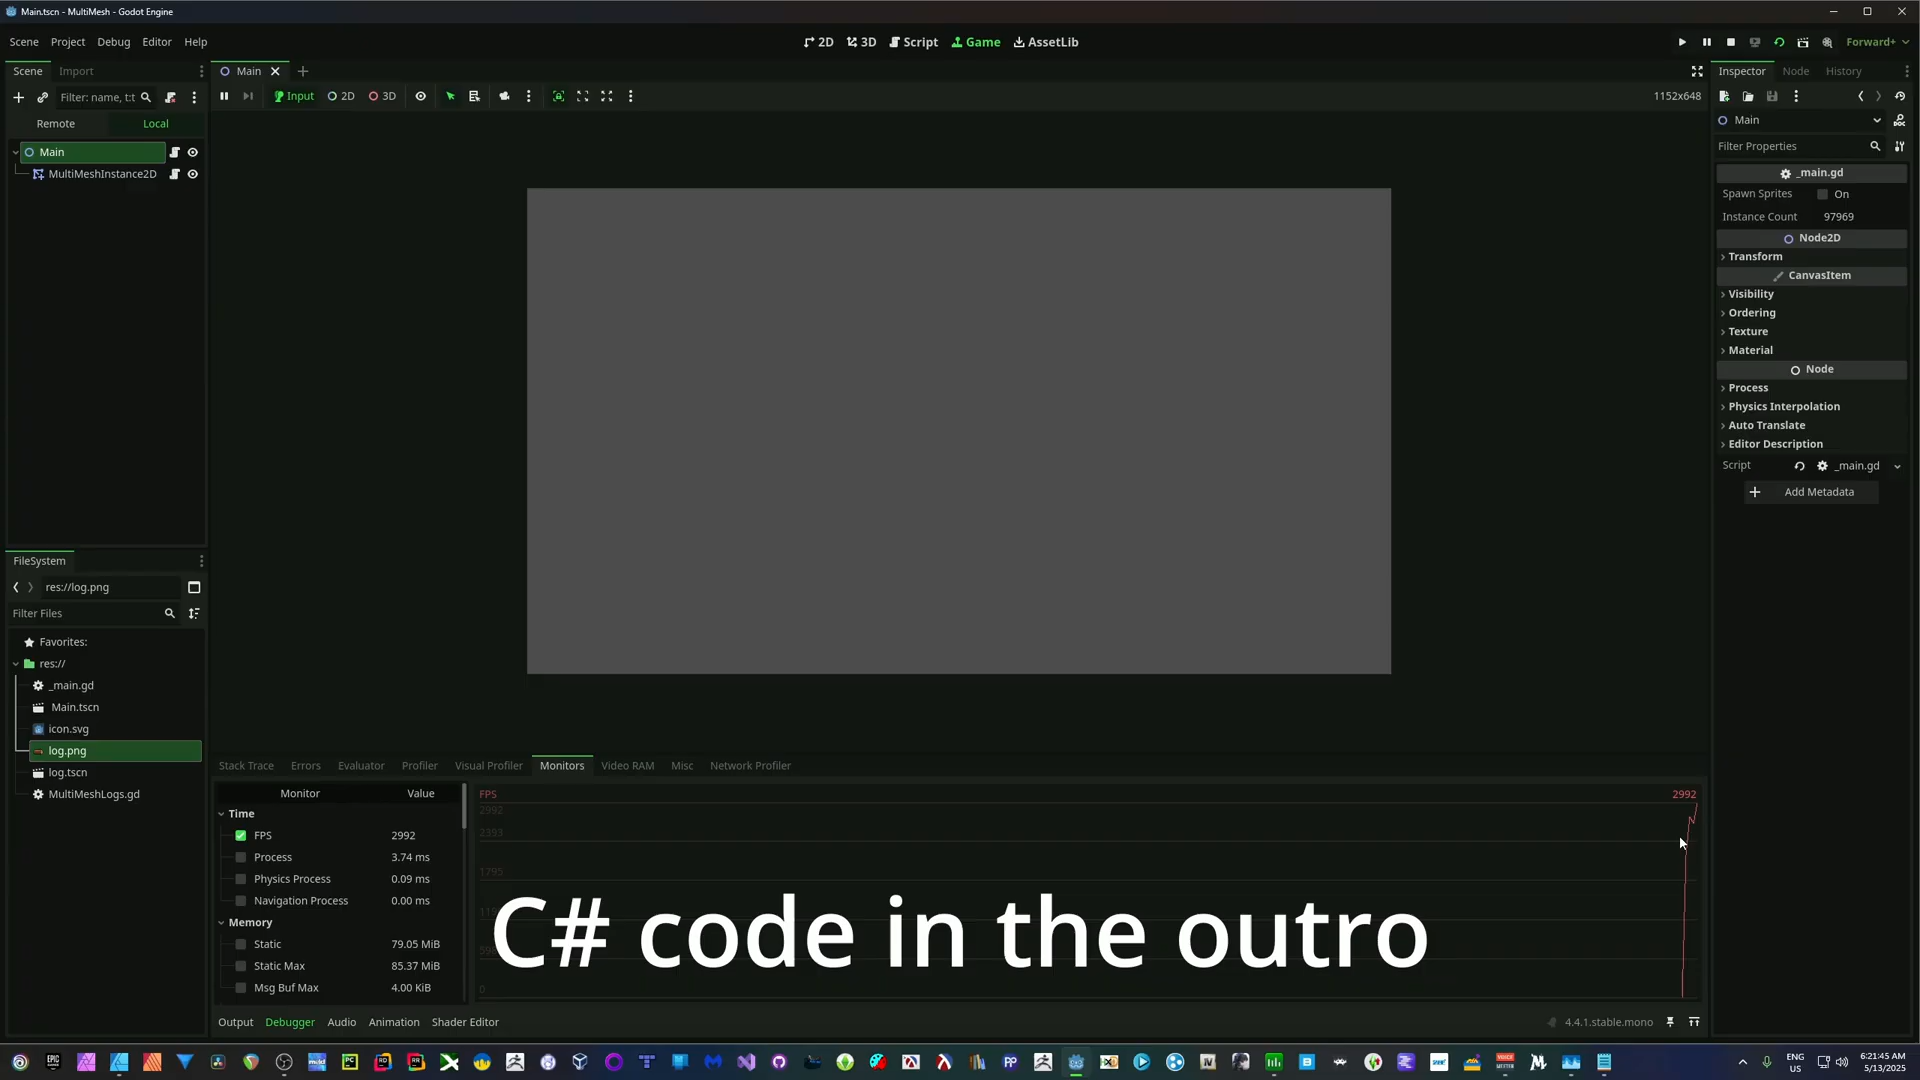 Main.tscn - MultiMesh - Godot Engine
Scene Project Debug Editor Help
2D 3D Script Game AssetLib
Forward+
Scene Import
Main
Inspector Node History
Filter: name, t:t
Input 2D 3D
1152x648
Remote Local
Main
MultiMeshInstance2D
Main
Filter Properties
_main.gd
Spawn Sprites On
Instance Count 97969
Node2D
Transform
CanvasItem
Visibility
Ordering
Texture
Material
Node
Process
Physics Interpolation
Auto Translate
Editor Description
Script _main.gd
Add Metadata
FileSystem
res://log.png
Filter Files
Favorites:
res://
_main.gd
Main.tscn
icon.svg
log.png
log.tscn
MultiMeshLogs.gd
Stack Trace Errors Evaluator Profiler Visual Profiler Monitors Video RAM Misc Network Profiler
Monitor Value
Time
FPS 2992
Process 3.74 ms
Physics Process 0.09 ms
Navigation Process 0.00 ms
Memory
Static 79.05 MiB
Static Max 85.37 MiB
Msg Buf Max 4.00 KiB
FPS 2992
2992
2393
1795
0
C# code in the outro
Output Debugger Audio Animation Shader Editor
4.4.1.stable.mono
ENG
US
6:21:45 AM
5/13/2025